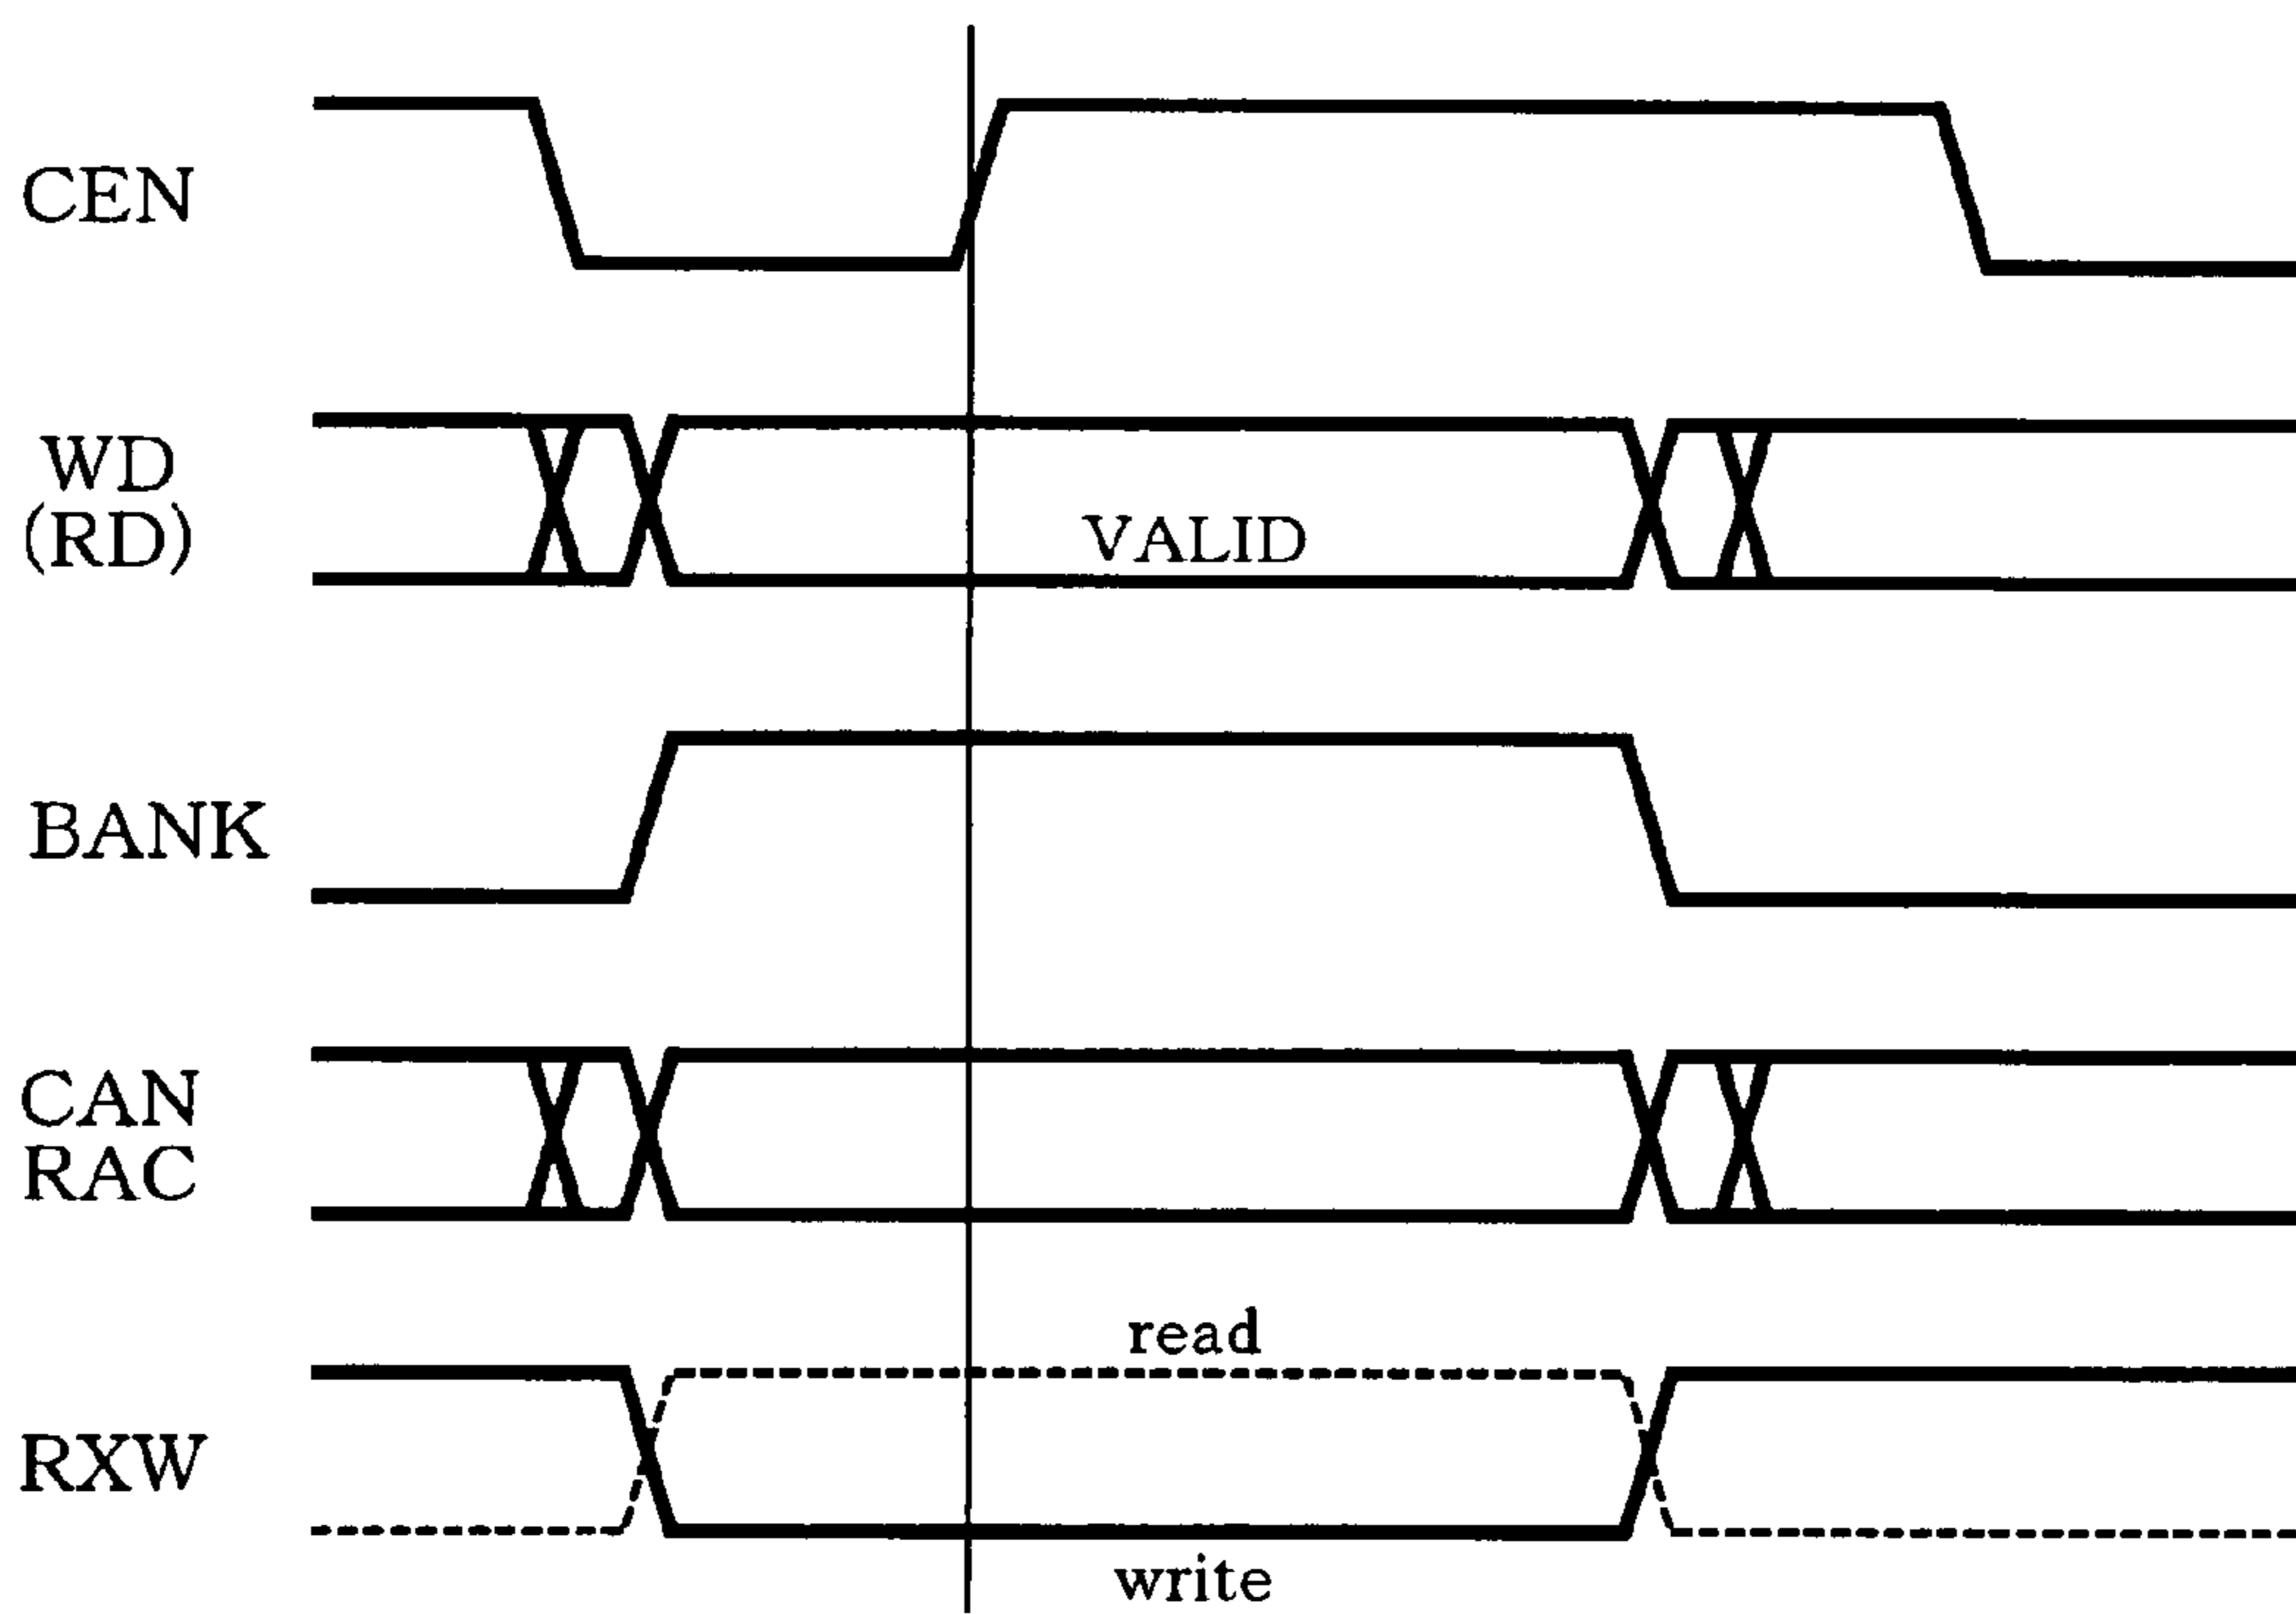 CEN
WD
(RD)
VALID
BANK
CAN
RAC
read
RXW
write